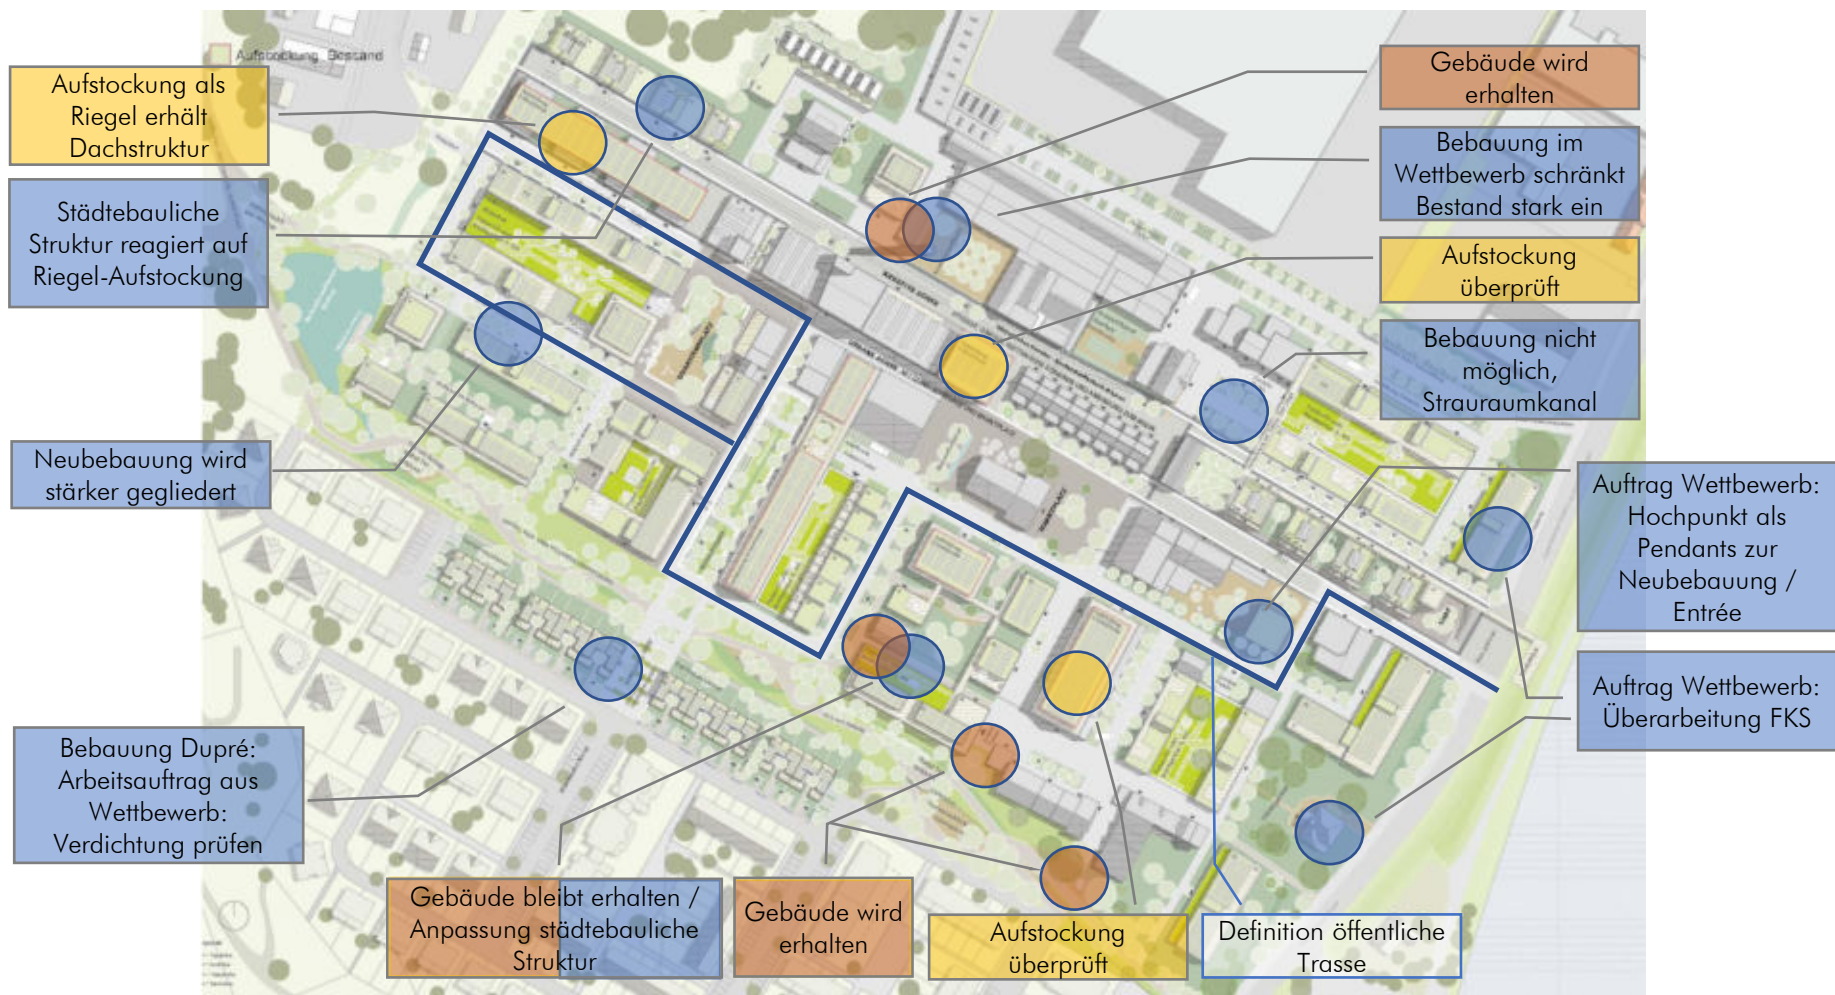 Aufstockung Bestand
Aufstockung als
Riegel erhält
Dachstruktur
Städtebauliche
Struktur reagiert auf
Riegel-Aufstockung
Neubebauung wird
stärker gegliedert
Bebauung Dupré:
Arbeitsauftrag aus
Wettbewerb:
Verdichtung prüfen
Gebäude bleibt erhalten /
Anpassung städtebauliche
Struktur
Gebäude wird
erhalten
Aufstockung
überprüft
Definition öffentliche
Trasse
Gebäude wird
erhalten
Bebauung im
Wettbewerb schränkt
Bestand stark ein
Aufstockung
überprüft
Bebauung nicht
möglich,
Strauraumkanal
Auftrag Wettbewerb:
Hochpunkt als
Pendants zur
Neubebauung /
Entrée
Auftrag Wettbewerb:
Überarbeitung FKS